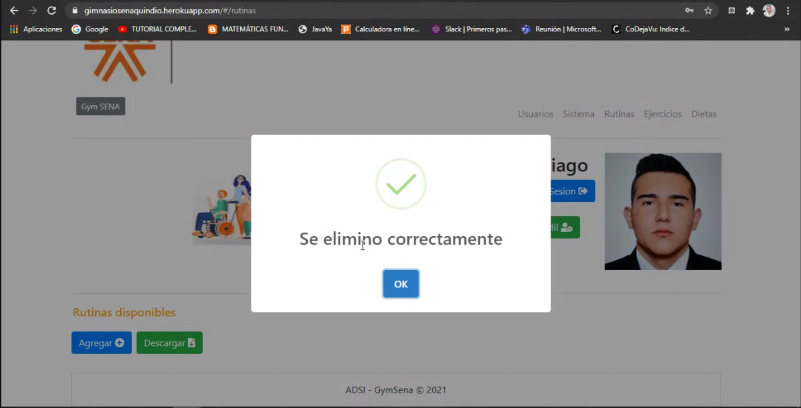 gimnasiosenaquindio.herokuapp.com/#/rutinas
Aplicaciones Google TUTORIAL COMPLE... MATEMÁTICAS FUN... JavaYa Calculadora en líne... Slack | Primeros pas... Reunión | Microsoft... CoDejaVu: Indice d... »
Gym SENA
Usuarios Sistema Rutinas Ejercicios Dietas
iago
Sesion
fil
Se elimino correctamente
OK
Rutinas disponibles
Agregar Descargar
ADSI - GymSena © 2021